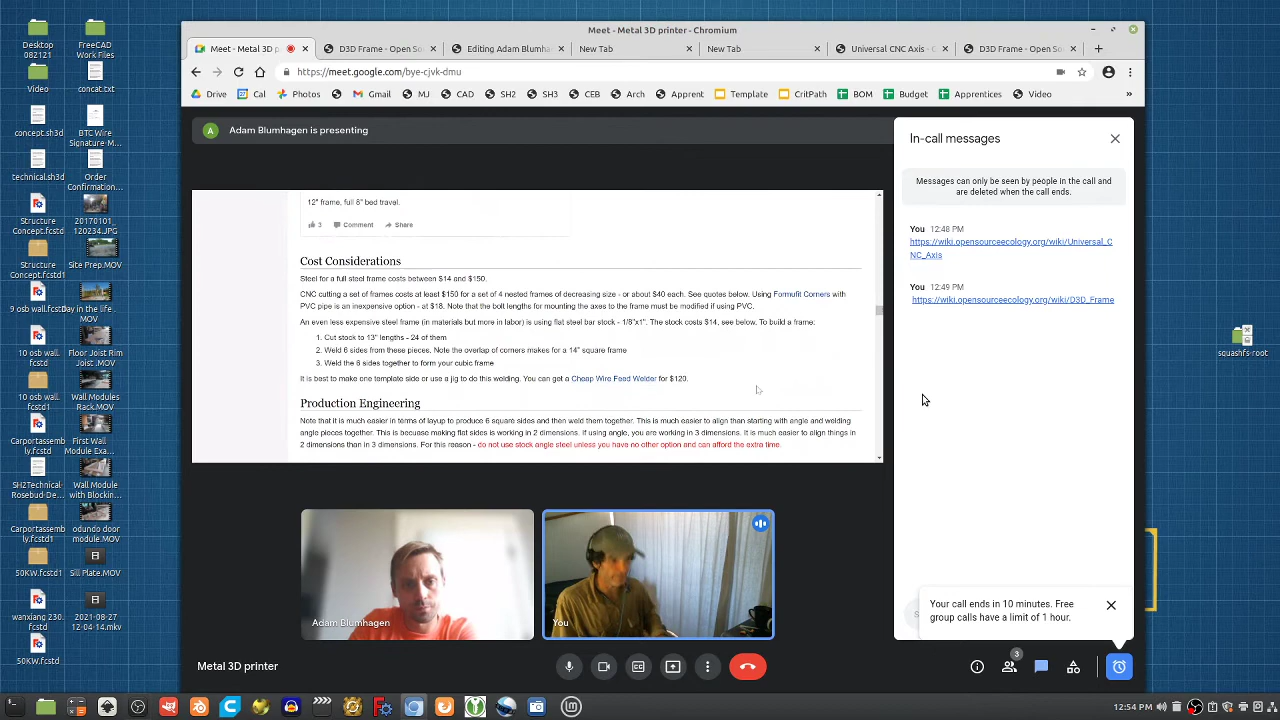 Meet - Metal 3D printer - Chromium
Meet - Metal 3D p
D3D Frame - Open So
Editing Adam Blumha
New Tab
New Tab
Universal CNC Axis - 
D3D Frame - Open So
https://meet.google.com/bye-cjvk-dmu
Drive
Cal
Photos
Gmail
MJ
CAD
SH2
SH3
CEB
Arch
Apprent
Template
CritPath
BOM
Budget
Apprentices
Video
Adam Blumhagen is presenting
12" frame, full 8" bed travel.
3
Comment
Share
Cost Considerations
Steel for a full steel frame costs between $14 and $150.
CNC cutting a set of frames costs at least $150 for a set of 4 nested frames of decreasing size - or about $40 each. See quotes below. Using Formufit Corners with
PVC pipe is an inexpensive option - at $18. Note that the bolt lengths for mounting the axes to the frame must be modified if using PVC.
An even less expensive steel frame (in materials but more in labor) is using flat steel bar stock - 1/8"x1". The stock costs $14, see below. To build a frame:
1. Cut stock to 13" lengths - 24 of them
2. Weld 6 sides from these pieces. Note the overlap of corners makes for a 14" square frame
3. Weld the 6 sides together to form your cubic frame
It is best to make one template side or use a jig to do this welding. You can get a Cheap Wire Feed Welder for $120.
Production Engineering
Note that it is much easier in terms of layup to produce 6 square sides and then weld them together. This is much easier to align than starting with angle and welding
angle pieces together. This is because making flat sides is working in 2 dimensions. If using angle, you are working in 3 dimensions. It is much easier to align things in
2 dimensions than in 3 dimensions. For this reason - do not use stock angle steel unless you have no other option and can afford the extra time.
Adam Blumhagen
You
In-call messages
Messages can only be seen by people in the call and
are deleted when the call ends.
You 12:48 PM
https://wiki.opensourceecology.org/wiki/Universal_C
NC_Axis
You 12:49 PM
https://wiki.opensourceecology.org/wiki/D3D_Frame
Your call ends in 10 minutes. Free
group calls have a limit of 1 hour.
Metal 3D printer
3
Desktop
082121
FreeCAD
Work Files
Video
concat.txt
concept.sh3d
BTC Wire
Signature-M...
technical.sh3d
Order
Confirmation...
Structure
Concept.fcstd
20170101_
120234.JPG
Structure
Concept.fcstd1
Site Prep.MOV
9 osb wall.fcstd
Day in the life .
MOV
10 osb wall.
fcstd
Floor Joist Rim
Joist .MOV
10 osb wall.
fcstd1
Wall Modules
Rack.MOV
Carportassemb
ly.fcstd
First Wall
Module Exa...
SH2Technical-
Rosebud-De...
Wall Module
with Blockin...
Carportassemb
ly.fcstd1
odundo door
module.MOV
50KW.fcstd1
Sill Plate.MOV
wanxiang 230.
fcstd
2021-08-27
12-04-14.mkv
50KW.fcstd
squashfs-root
12:54 PM